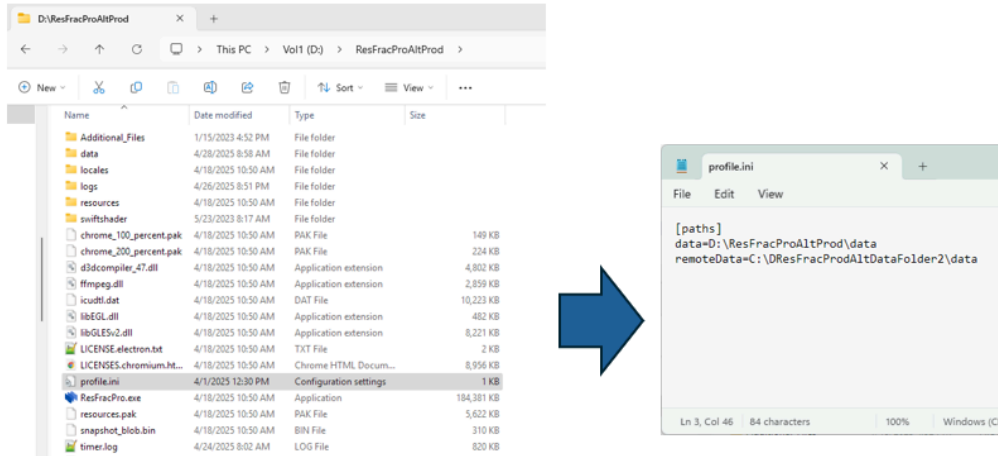 D:\ResFracProAltProd
This PC > Vol1 (D:) > ResFracProAltProd >
New Sort View ...
Name Date modified Type Size
Additional_Files 1/15/2023 4:52 PM File folder
data 4/28/2025 8:58 AM File folder
locales 4/18/2025 10:50 AM File folder
logs 4/26/2025 8:51 PM File folder
resources 4/18/2025 10:50 AM File folder
swiftshader 5/23/2023 8:17 AM File folder
chrome_100_percent.pak 4/18/2025 10:50 AM PAK File 149 KB
chrome_200_percent.pak 4/18/2025 10:50 AM PAK File 224 KB
d3dcompiler_47.dll 4/18/2025 10:50 AM Application extension 4,802 KB
ffmpeg.dll 4/18/2025 10:50 AM Application extension 2,859 KB
icudtl.dat 4/18/2025 10:50 AM DAT File 10,223 KB
libEGL.dll 4/18/2025 10:50 AM Application extension 482 KB
libGLESv2.dll 4/18/2025 10:50 AM Application extension 8,221 KB
LICENSE.electron.txt 4/18/2025 10:50 AM TXT File 2 KB
LICENSES.chromium.ht... 4/18/2025 10:50 AM Chrome HTML Docum... 8,956 KB
profile.ini 4/1/2025 12:30 PM Configuration settings 1 KB
ResFracPro.exe 4/18/2025 10:50 AM Application 184,381 KB
resources.pak 4/18/2025 10:50 AM PAK File 5,622 KB
snapshot_blob.bin 4/18/2025 10:50 AM BIN File 310 KB
timer.log 4/24/2025 8:02 AM LOG File 820 KB
profile.ini
File Edit View
[paths]
data=D:\ResFracProAltProd\data
remoteData=C:\DResFracProdAltDataFolder2\data
Ln 3, Col 46 84 characters 100% Windows (C